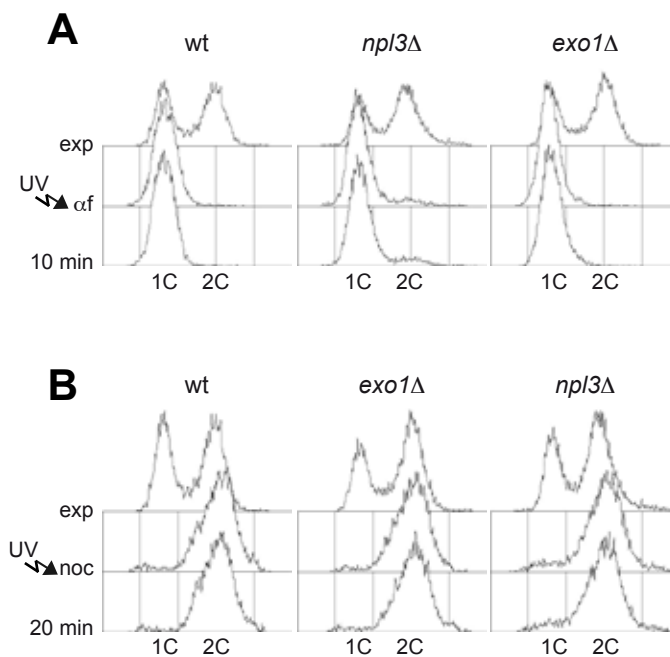 A
wt npl3Δ exo1Δ
exp
UV
αf
10 min
1C 2C 1C 2C 1C 2C
B
wt exo1Δ npl3Δ
exp
UV
noc
20 min
1C 2C 1C 2C 1C 2C